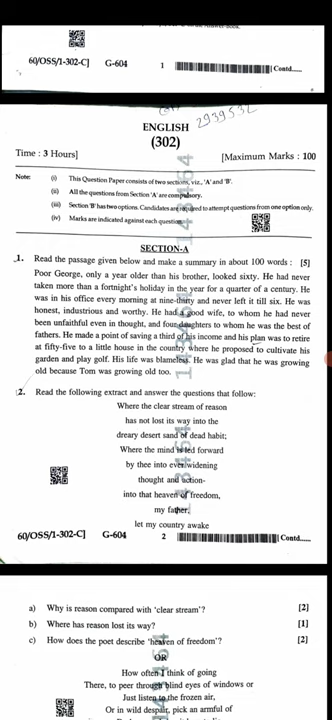 60/OSS/1-302-C] G-604 1 Contd.....
2939532
ENGLISH
(302)
Time : 3 Hours] [Maximum Marks : 100
Note: (i) This Question Paper consists of two sections, viz., 'A' and 'B'.
(ii) All the questions from Section 'A' are compulsory.
(iii) Section 'B' has two options. Candidates are required to attempt questions from one option only.
(iv) Marks are indicated against each question.
SECTION-A
1. Read the passage given below and make a summary in about 100 words : [5]
Poor George, only a year older than his brother, looked sixty. He had never
taken more than a fortnight's holiday in the year for a quarter of a century. He
was in his office every morning at nine-thirty and never left it till six. He was
honest, industrious and worthy. He had a good wife, to whom he had never
been unfaithful even in thought, and four daughters to whom he was the best of
fathers. He made a point of saving a third of his income and his plan was to retire
at fifty-five to a little house in the country where he proposed to cultivate his
garden and play golf. His life was blameless. He was glad that he was growing
old because Tom was growing old too.
2. Read the following extract and answer the questions that follow:
Where the clear stream of reason
has not lost its way into the
dreary desert sand of dead habit;
Where the mind is led forward
by thee into ever widening
thought and action-
into that heaven of freedom,
my father,
let my country awake
60/OSS/1-302-C] G-604 2 Contd.....
a) Why is reason compared with 'clear stream'? [2]
b) Where has reason lost its way? [1]
c) How does the poet describe 'heaven of freedom'? [2]
OR
How often I think of going
There, to peer through blind eyes of windows or
Just listen to the frozen air,
Or in wild despair, pick an armful of